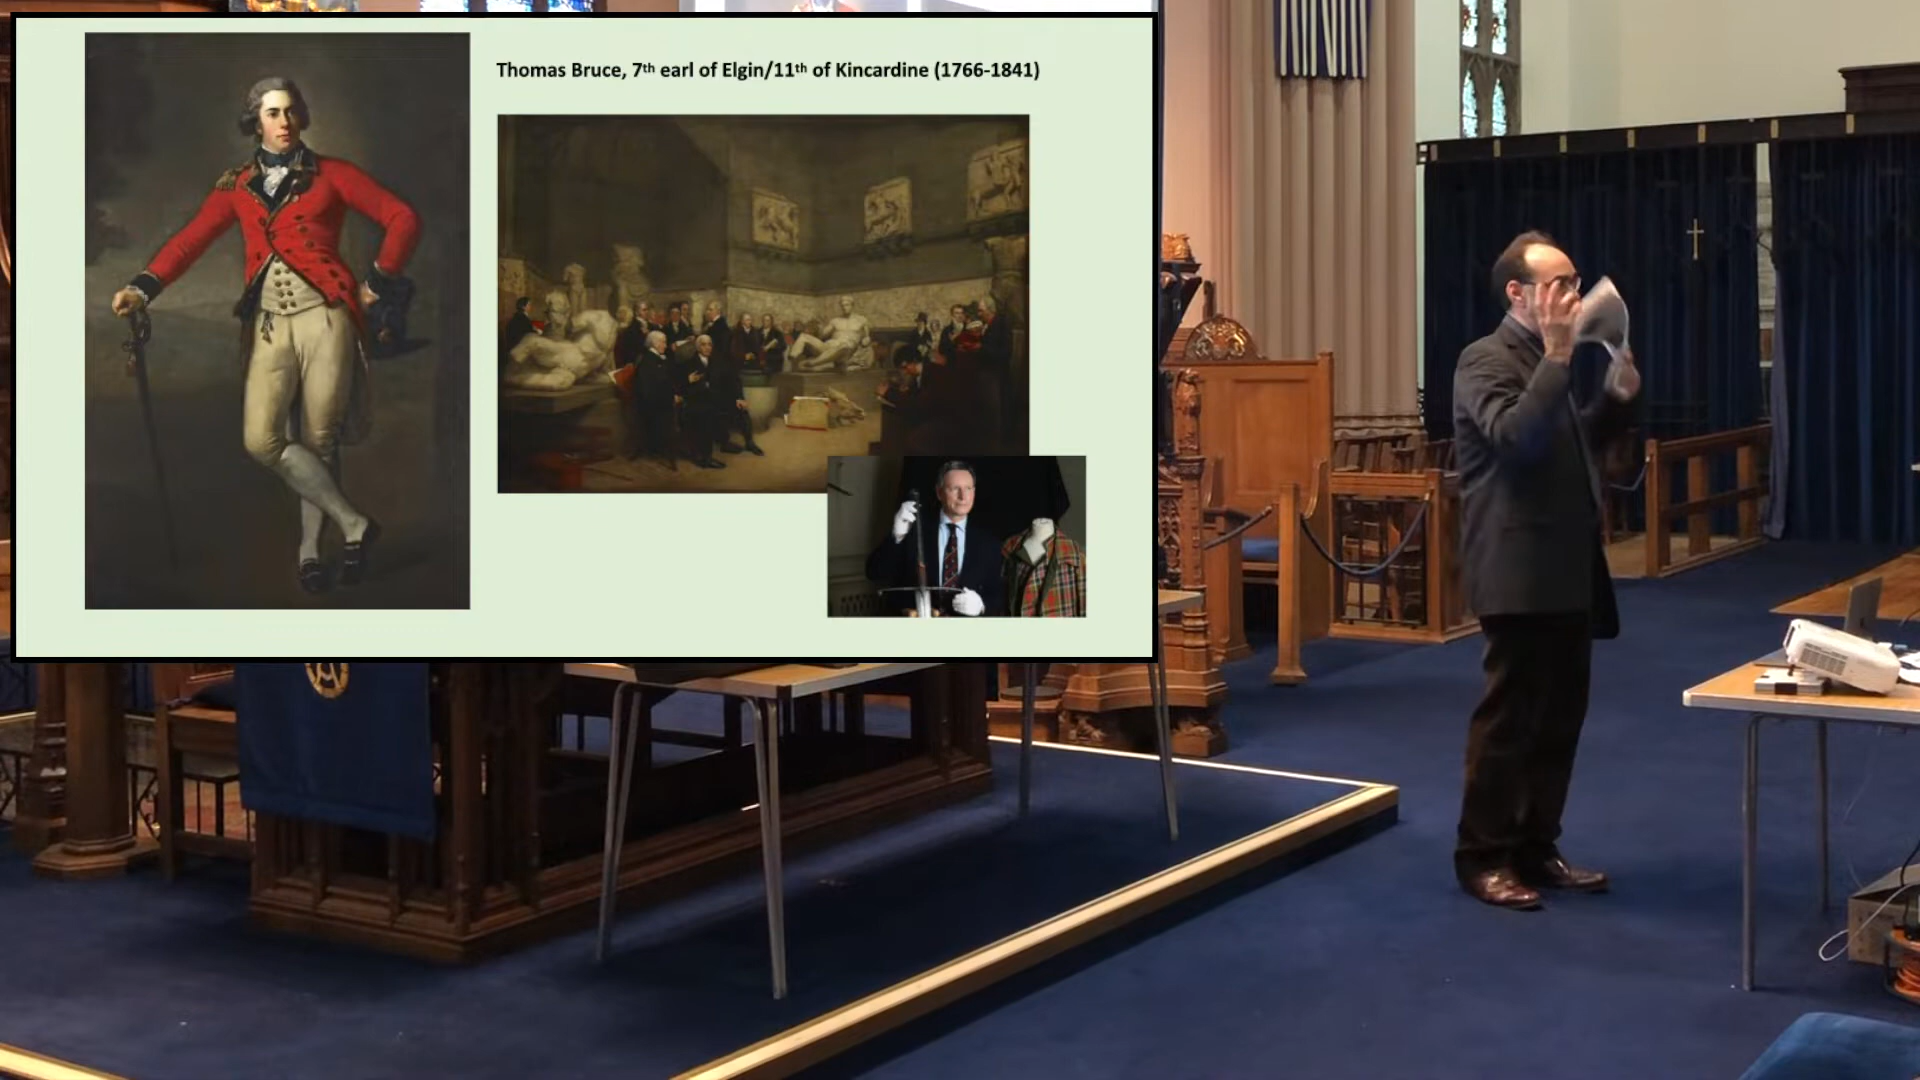 Thomas Bruce, 7th earl of Elgin/11th of Kincardine (1766-1841)